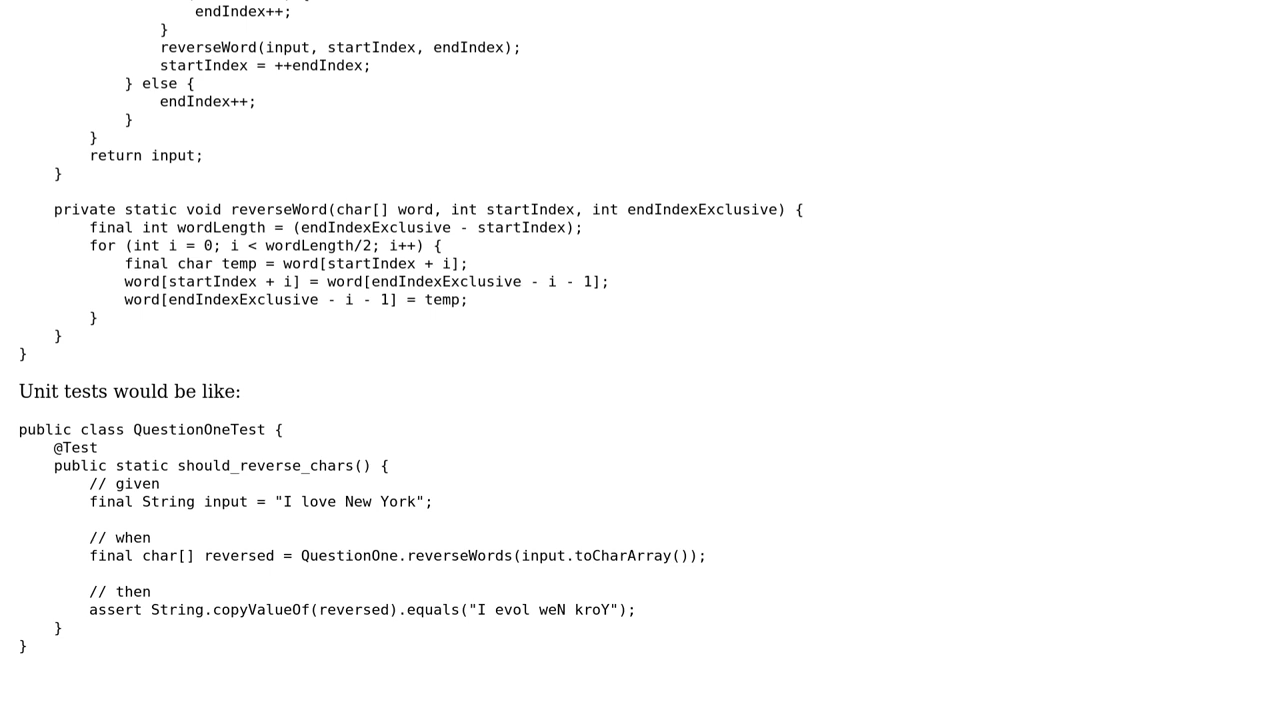 endIndex++;
                }
                reverseWord(input, startIndex, endIndex);
                startIndex = ++endIndex;
            } else {
                endIndex++;
            }
        }
        return input;
    }

    private static void reverseWord(char[] word, int startIndex, int endIndexExclusive) {
        final int wordLength = (endIndexExclusive - startIndex);
        for (int i = 0; i < wordLength/2; i++) {
            final char temp = word[startIndex + i];
            word[startIndex + i] = word[endIndexExclusive - i - 1];
            word[endIndexExclusive - i - 1] = temp;
        }
    }
}
Unit tests would be like:
public class QuestionOneTest {
    @Test
    public static should_reverse_chars() {
        // given
        final String input = "I love New York";

        // when
        final char[] reversed = QuestionOne.reverseWords(input.toCharArray());

        // then
        assert String.copyValueOf(reversed).equals("I evol weN kroY");
    }
}